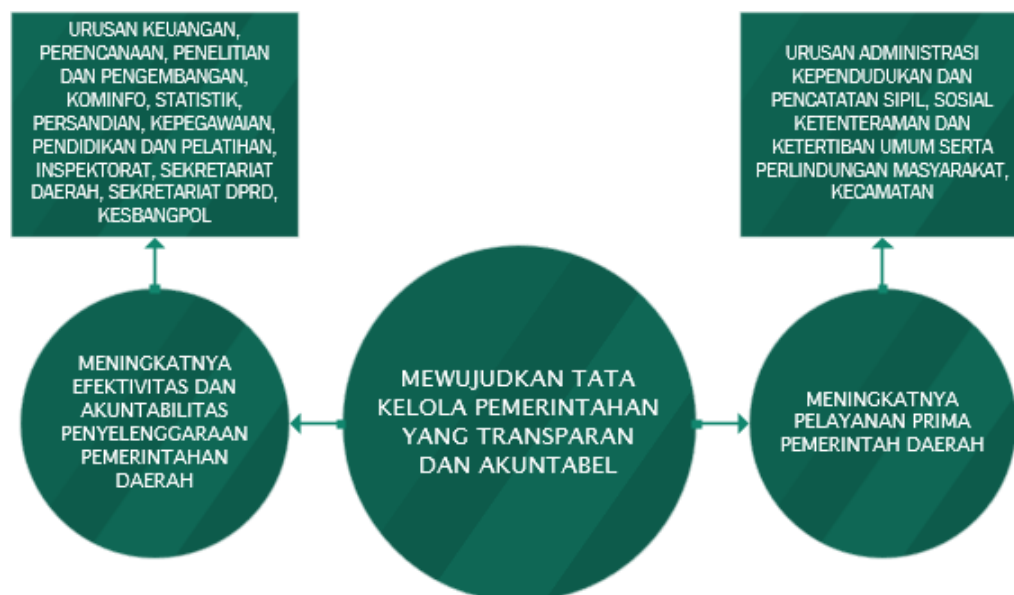 URUSAN KEUANGAN,
PERENCANAAN, PENELITIAN
DAN PENGEMBANGAN,
KOMINFO, STATISTIK,
PERSANDIAN, KEPEGAWAIAN,
PENDIDIKAN DAN PELATIHAN,
INSPEKTORAT, SEKRETARIAT
DAERAH, SEKRETARIAT DPRD,
KESBANGPOL
URUSAN ADMINISTRASI
KEPENDUDUKAN DAN
PENCATATAN SIPIL, SOSIAL
KETENTERAMAN DAN
KETERTIBAN UMUM SERTA
PERLINDUNGAN MASYARAKAT,
KECAMATAN
MENINGKATNYA
EFEKTIVITAS DAN
AKUNTABILITAS
PENYELENGGARAAN
PEMERINTAHAN
DAERAH
MEWUJUDKAN TATA
KELOLA PEMERINTAHAN
YANG TRANSPARAN
DAN AKUNTABEL
MENINGKATNYA
PELAYANAN PRIMA
PEMERINTAH DAERAH